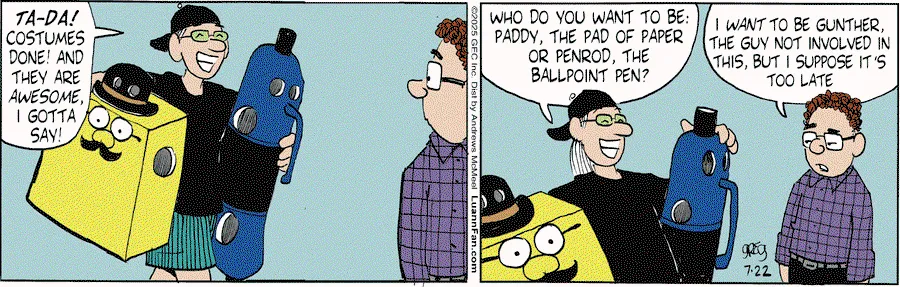 TA-DA!
COSTUMES
DONE! AND
THEY ARE
AWESOME,
I GOTTA
SAY!
©2025 GEC Inc. Dist by Andrews McMeel LuannFan.com
WHO DO YOU WANT TO BE:
PADDY, THE PAD OF PAPER
OR PENROD, THE
BALLPOINT PEN?
I WANT TO BE GUNTHER,
THE GUY NOT INVOLVED IN
THIS, BUT I SUPPOSE IT'S
TOO LATE
GREG
7·22